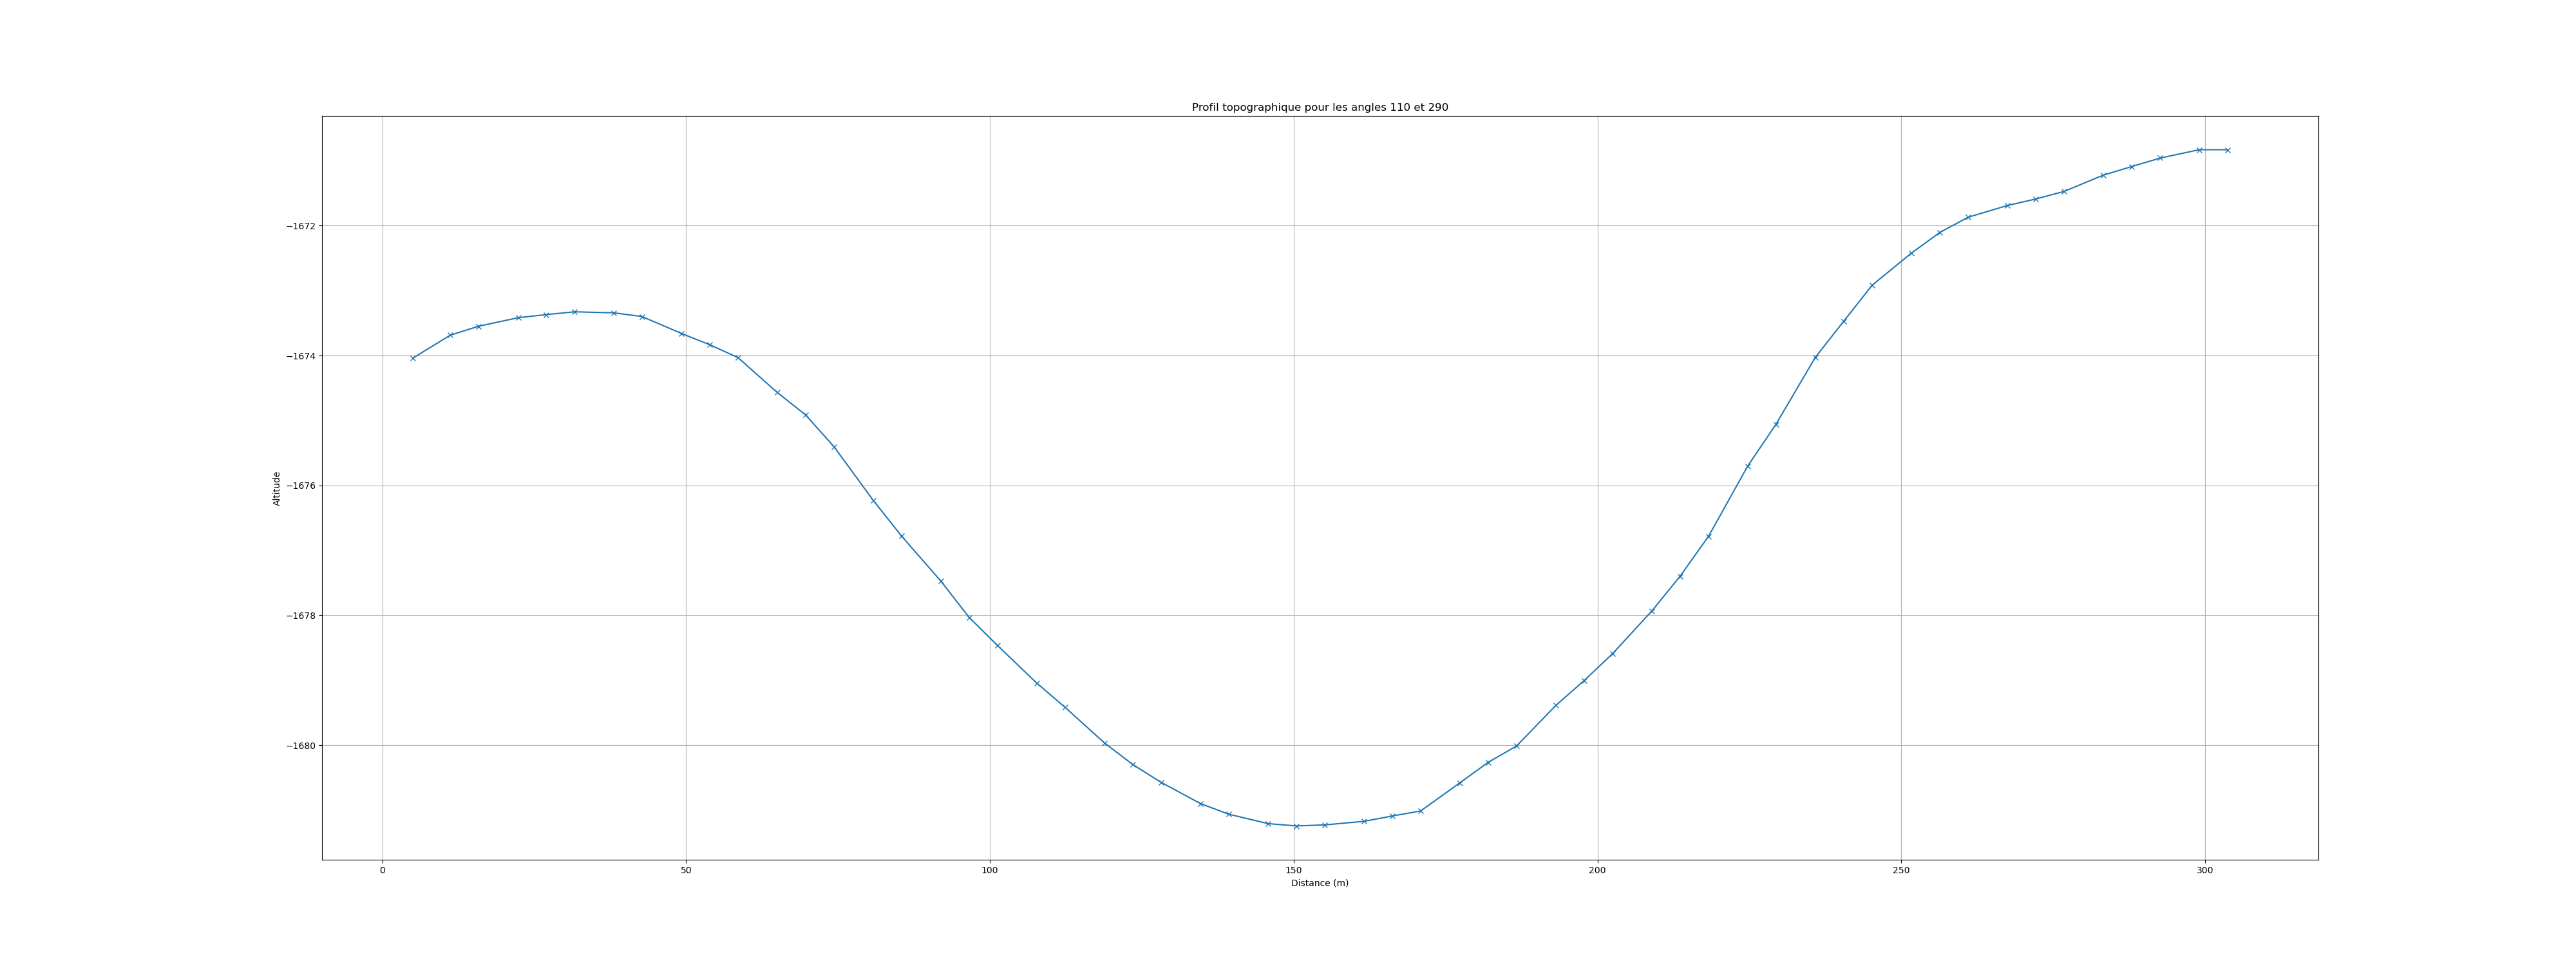 Profil topographique pour les angles 110 et 290
Altitude
−1672
−1674
−1676
−1678
−1680
0 50 100 150 200 250 300
Distance (m)